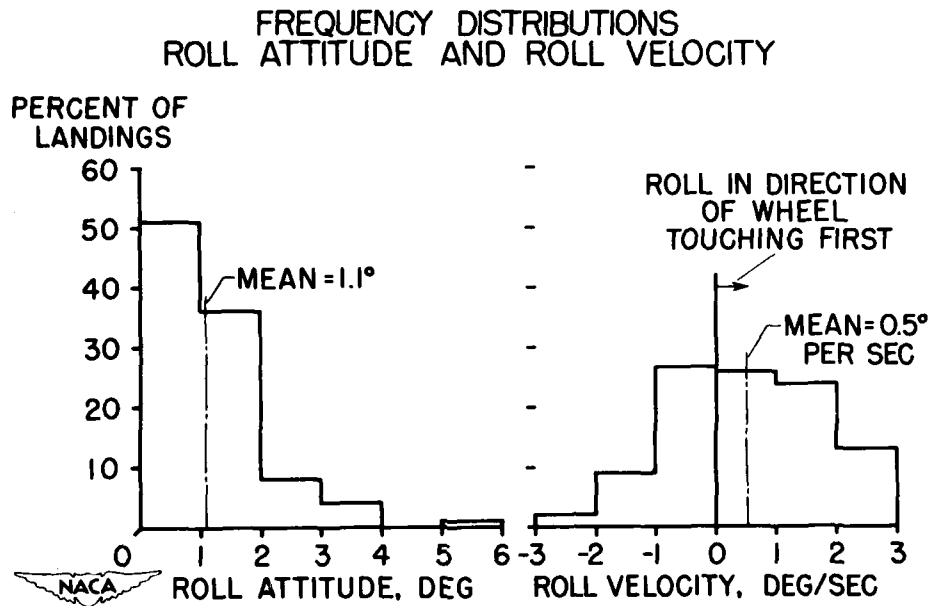 FREQUENCY DISTRIBUTIONS
ROLL ATTITUDE AND ROLL VELOCITY
PERCENT OF
LANDINGS
60
50
40
30
20
10
MEAN=1.1°
0 1 2 3 4 5 6
ROLL ATTITUDE, DEG
ROLL IN DIRECTION
OF WHEEL
TOUCHING FIRST
MEAN=0.5°
PER SEC
-3 -2 -1 0 1 2 3
ROLL VELOCITY, DEG/SEC
NACA